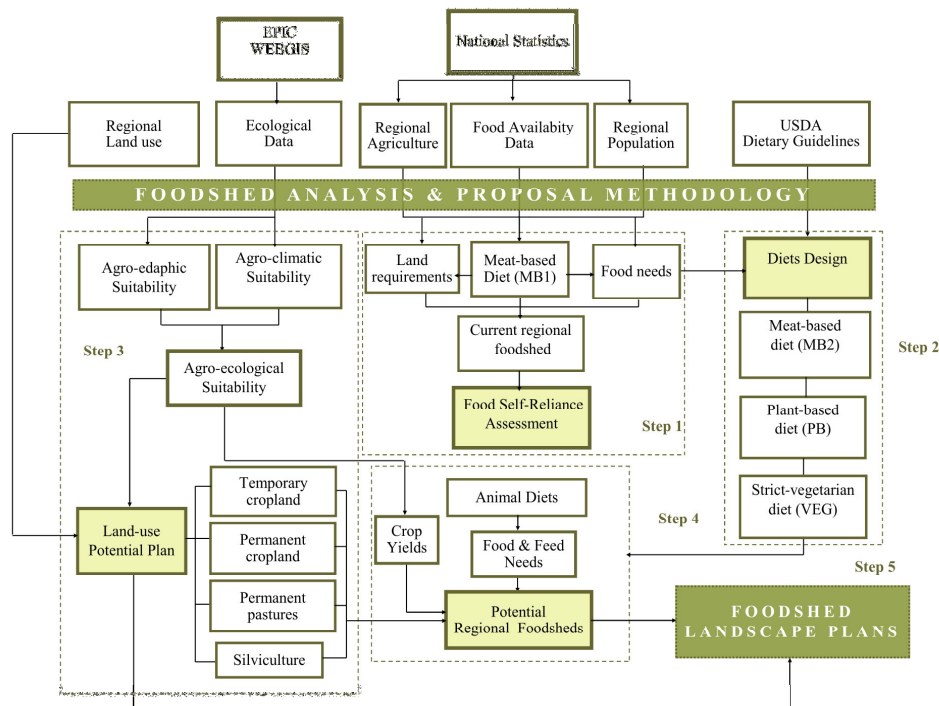 EPIC
WEBGIS
National Statistics
Regional
Land use
Ecological
Data
Regional
Agriculture
Food Availabity
Data
Regional
Population
USDA
Dietary Guidelines
FOODSHED ANALYSIS & PROPOSAL METHODOLOGY
Agro-edaphic
Suitability
Agro-climatic
Suitability
Land
requirements
Meat-based
Diet (MB1)
Food needs
Diets Design
Step 3
Agro-ecological
Suitability
Current regional
foodshed
Food Self-Reliance
Assessment
Step 1
Meat-based
diet (MB2)
Step 2
Plant-based
diet (PB)
Strict-vegetarian
diet (VEG)
Temporary
cropland
Land-use
Potential Plan
Permanent
cropland
Permanent
pastures
Silviculture
Crop
Yields
Animal Diets
Food & Feed
Needs
Step 4
Potential
Regional Foodsheds
Step 5
FOODSHED
LANDSCAPE PLANS